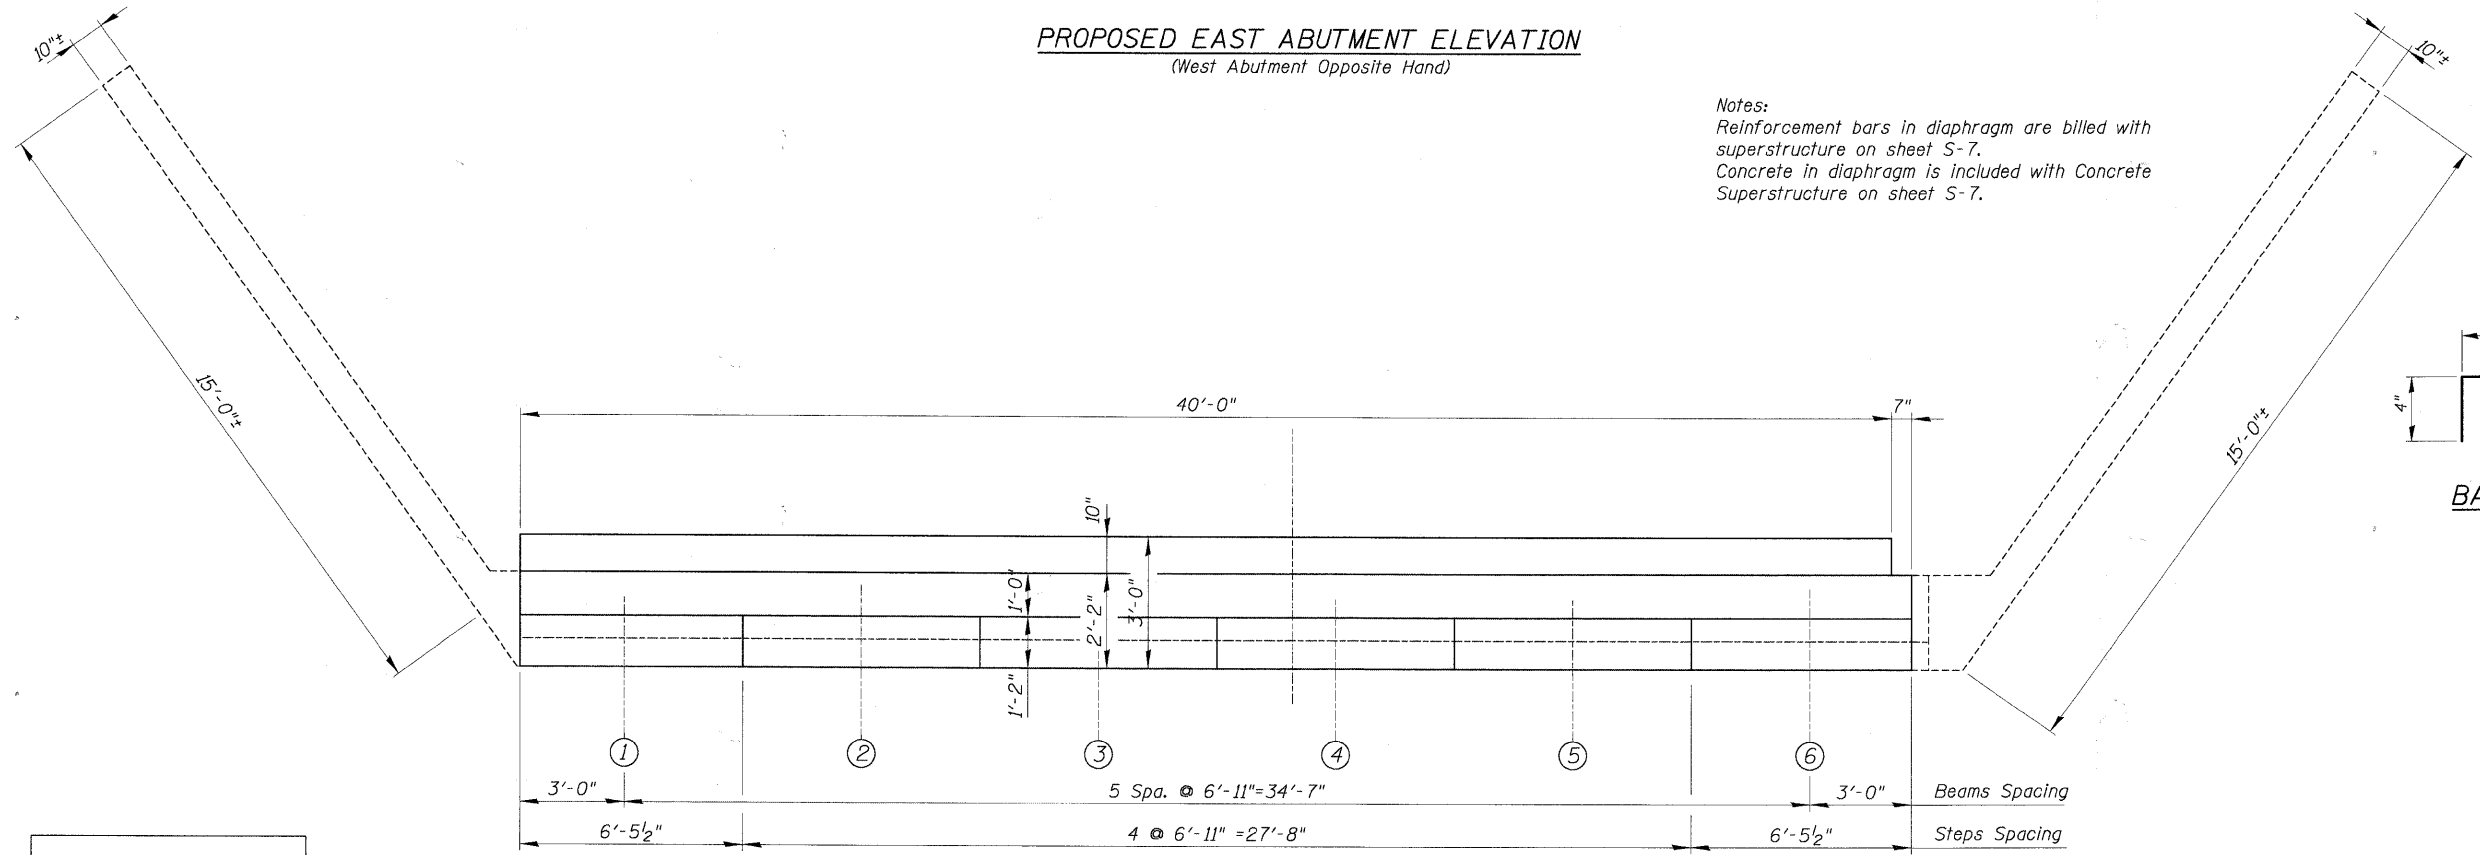 PROPOSED EAST ABUTMENT ELEVATION
(West Abutment Opposite Hand)
10"±
10"±
Notes:
Reinforcement bars in diaphragm are billed with
superstructure on sheet S-7.
Concrete in diaphragm is included with Concrete
Superstructure on sheet S-7.
15'-0"±
15'-0"±
40'-0"
7"
4"
BA
10"
1'-0"
2'-2"
3'-0"
1'-2"
1 2 3 4 5 6
3'-0" 5 Spa. @ 6'-11"=34'-7" 3'-0" Beams Spacing
6'-5½" 4 @ 6'-11" =27'-8" 6'-5½" Steps Spacing